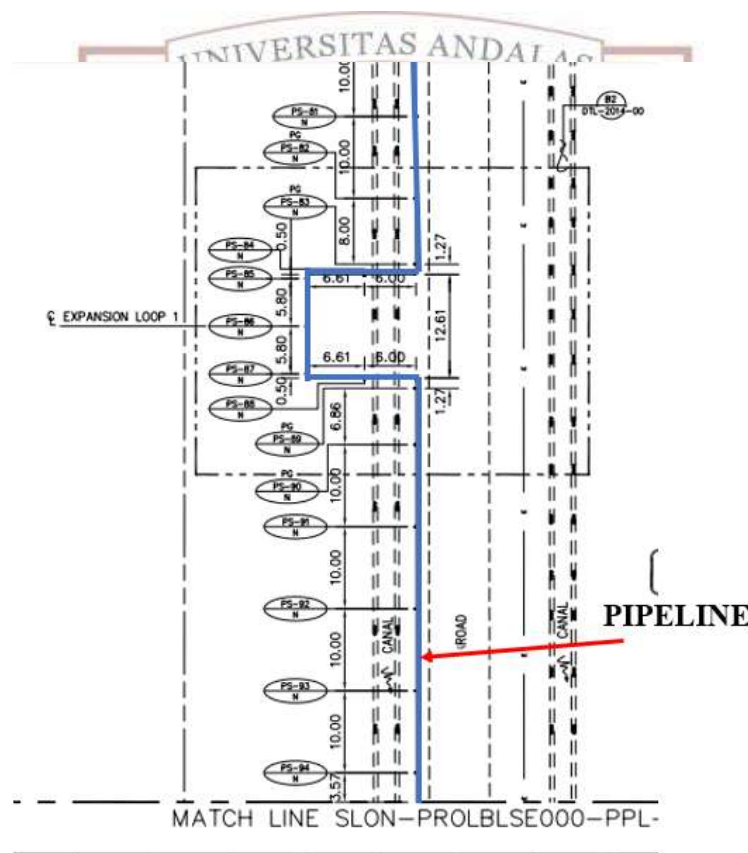 UNIVERSITAS ANDALAS
10.00
PS-81
N
10.00
B2
DTL-2014-00
PG
PS-82
N
PG
PS-83
N
8.00
1.27
PS-84
N
0.50
PS-85
N
6.61
6.00
5.80
℄ EXPANSION LOOP 1
PS-86
N
12.61
5.80
PS-87
N
6.61
6.00
0.50
PS-88
N
1.27
6.86
PG
PS-89
N
PG
PS-90
N
10.00
PS-91
N
10.00
PS-92
N
PIPELINE
CANAL
ROAD
CANAL
10.00
PS-93
N
10.00
PS-94
N
3.57
MATCH LINE SLON-PROLBLSE000-PPL-